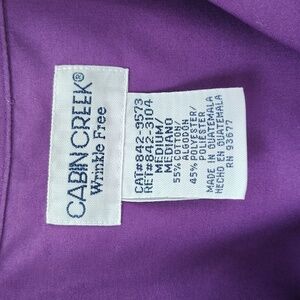 CABIN CREEK®
Wrinkle Free
CAT#842-9573
RET#842-3104
MEDIUM/
MEDIANO
55% COTTON/
ALGODON
45% POLYESTER/
POLIESTER
MADE IN GUATEMALA
HECHO EN GUATEMALA
RN 93677